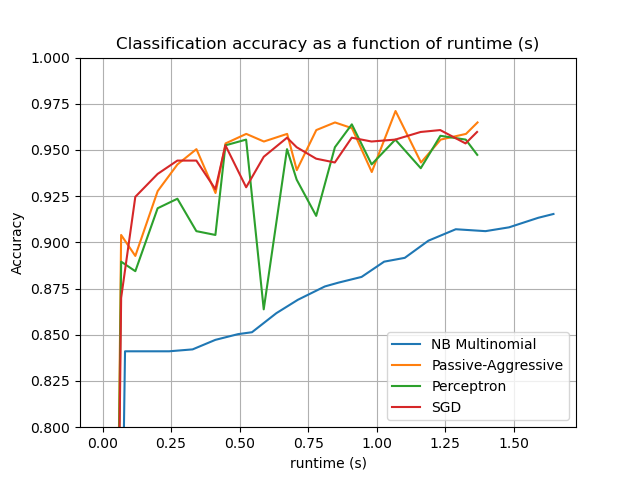 Classification accuracy as a function of runtime (s)
1.000
0.975
0.950
0.925
0.900
0.875
0.850
0.825
0.800
Accuracy
NB Multinomial
Passive-Aggressive
Perceptron
SGD
0.00 0.25 0.50 0.75 1.00 1.25 1.50
runtime (s)